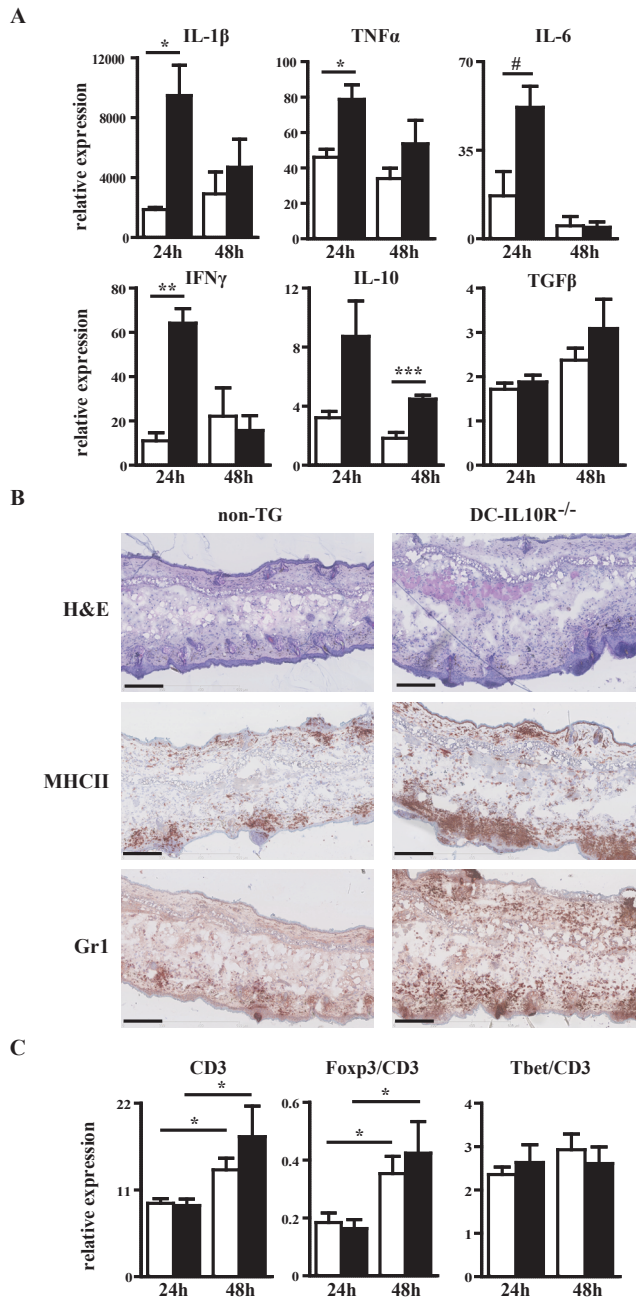 A
IL-1β TNFα IL-6
* * #
relative expression
12000 8000 4000 0
100 80 60 40 20 0
70 35 0
24h 48h 24h 48h 24h 48h
IFNγ IL-10 TGFβ
** ***
relative expression
80 60 40 20 0
12 8 4 0
4 3 2 1 0
24h 48h 24h 48h 24h 48h
B
non-TG DC-IL10R-/-
H&E
MHCII
Gr1
C
CD3 Foxp3/CD3 Tbet/CD3
* * * *
relative expression
22 11 0
0.6 0.4 0.2 0
4 3 2 1 0
24h 48h 24h 48h 24h 48h